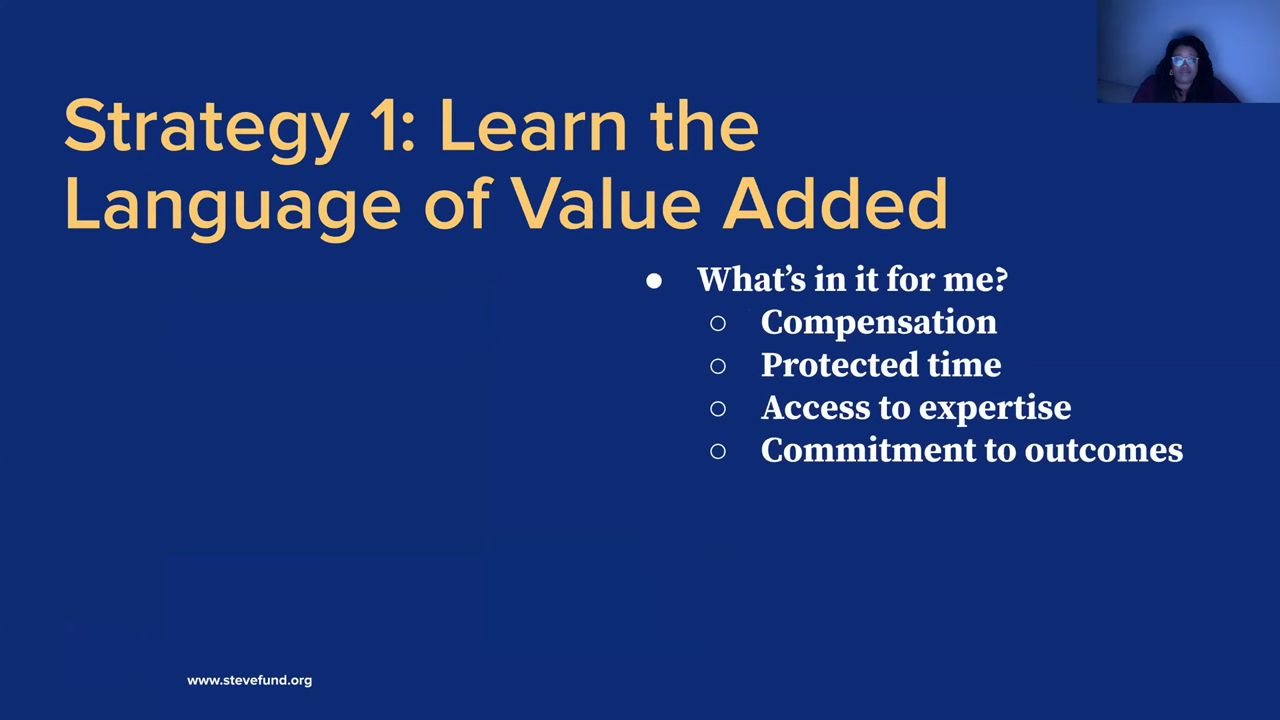 Strategy 1: Learn the
Language of Value Added
● What’s in it for me?
○ Compensation
○ Protected time
○ Access to expertise
○ Commitment to outcomes
www.stevefund.org